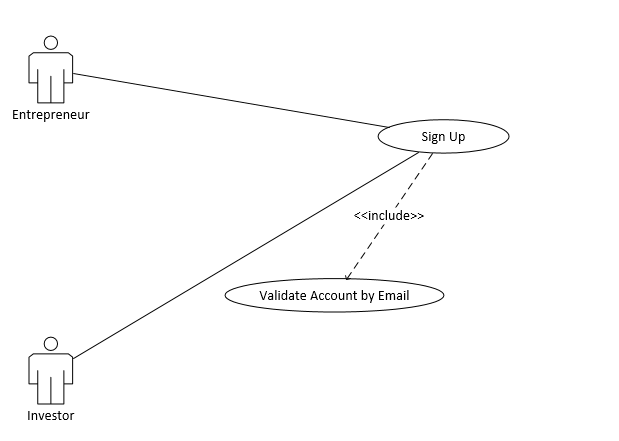 Entrepreneur
Sign Up
<<include>>
Validate Account by Email
Investor